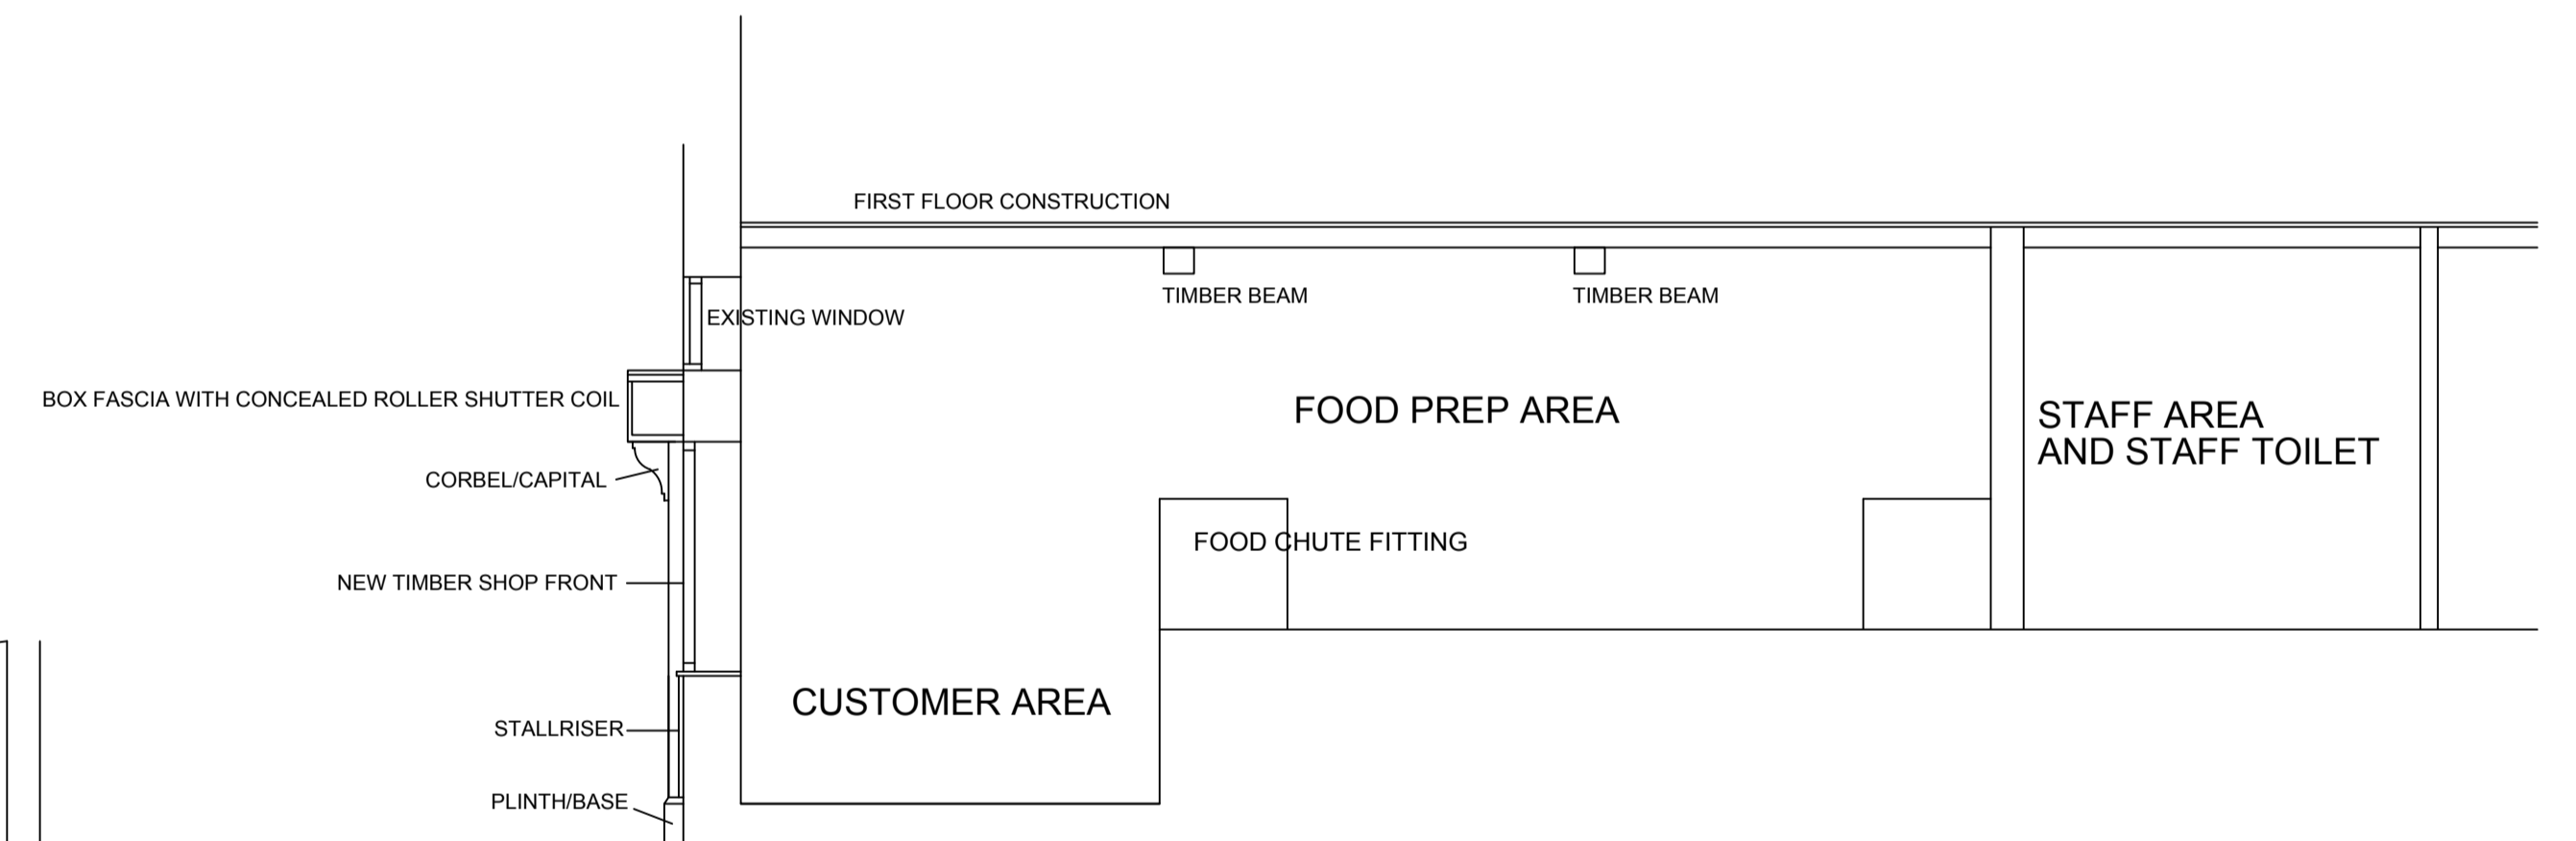 FIRST FLOOR CONSTRUCTION
TIMBER BEAM
TIMBER BEAM
EXISTING WINDOW
BOX FASCIA WITH CONCEALED ROLLER SHUTTER COIL
FOOD PREP AREA
STAFF AREA
AND STAFF TOILET
CORBEL/CAPITAL
FOOD CHUTE FITTING
NEW TIMBER SHOP FRONT
CUSTOMER AREA
STALLRISER
PLINTH/BASE